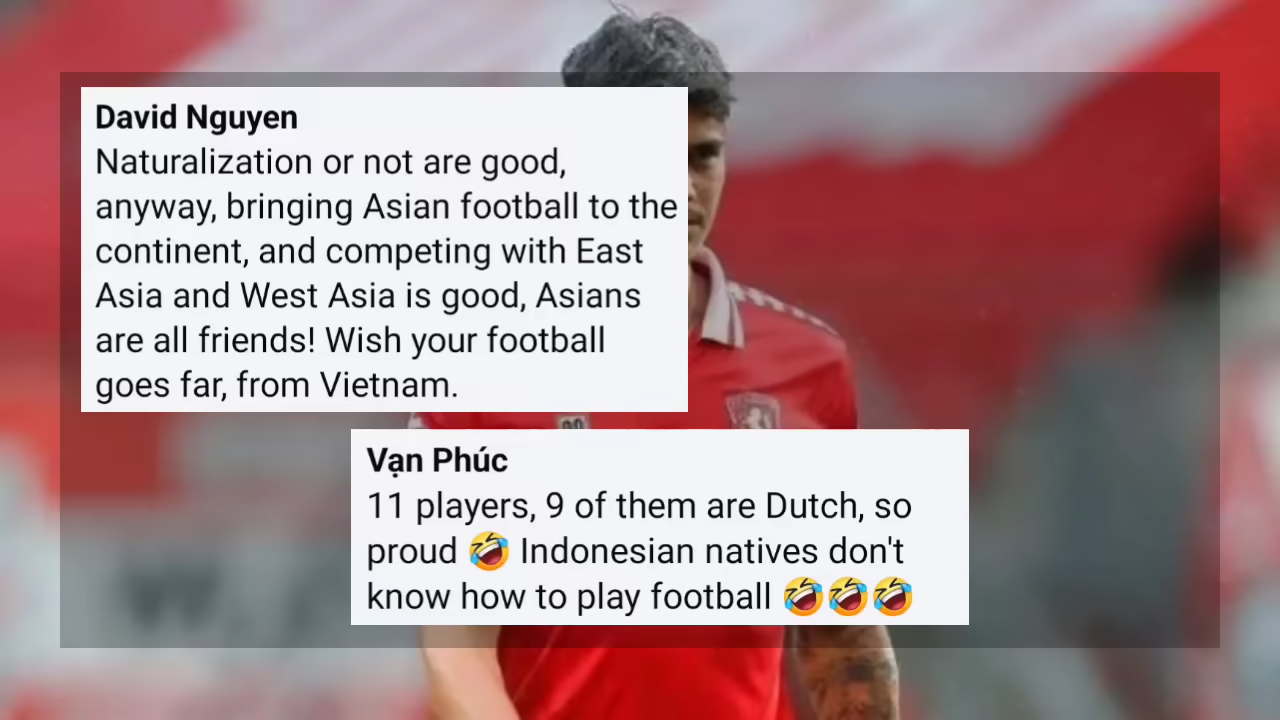 David Nguyen
Naturalization or not are good,
anyway, bringing Asian football to the
continent, and competing with East
Asia and West Asia is good, Asians
are all friends! Wish your football
goes far, from Vietnam.
Vạn Phúc
11 players, 9 of them are Dutch, so
proud 🤣 Indonesian natives don't
know how to play football 🤣🤣🤣